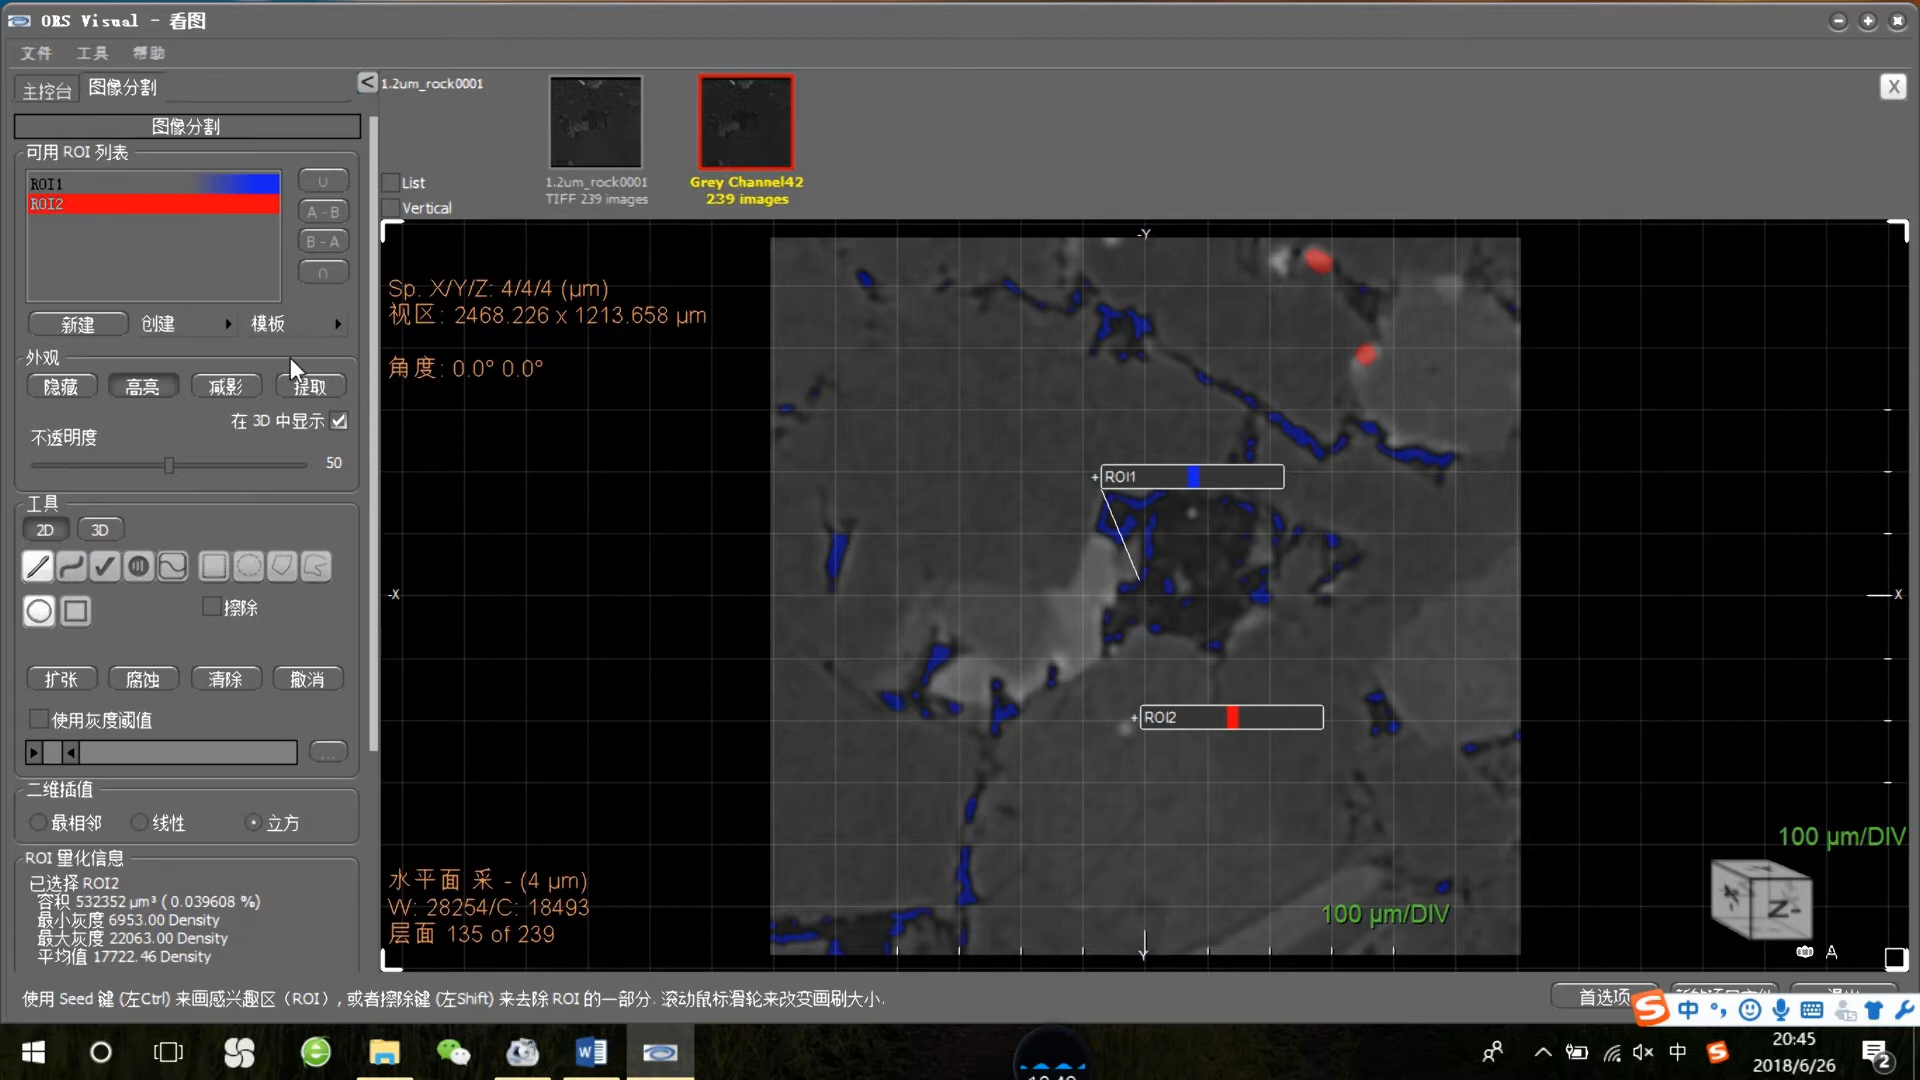 ORS Visual - 看图
文件 工具 帮助
主控台 图像分割
<
1.2um_rock0001
X
图像分割
可用 ROI 列表
ROI1
ROI2
∪
A - B
B - A
∩
List
Vertical
1.2um_rock0001
TIFF 239 images
Grey Channel42
239 images
新建 创建 模板
外观
隐藏 高亮 减影 提取
在 3D 中显示
不透明度
50
工具
2D 3D
擦除
扩张 腐蚀 清除 撤消
使用灰度阈值
...
二维插值
最相邻 线性 立方
ROI 量化信息
已选择 ROI2
容积 532352 µm³ ( 0.039608 %)
最小灰度 6953.00 Density
最大灰度 22063.00 Density
平均值 17722.46 Density
-Y
Sp. X/Y/Z: 4/4/4 (µm)
视区: 2468.226 x 1213.658 µm
角度: 0.0° 0.0°
+ ROI1
-X
X
+ ROI2
100 µm/DIV
100 µm/DIV
水平面 采 - (4 µm)
W: 28254/C: 18493
层面 135 of 239
Y
A
使用 Seed 键 (左Ctrl) 来画感兴趣区 (ROI) , 或者擦除键 (左Shift) 来去除 ROI 的一部分. 滚动鼠标滑轮来改变画刷大小.
首选项
中
中
20:45
2018/6/26
2